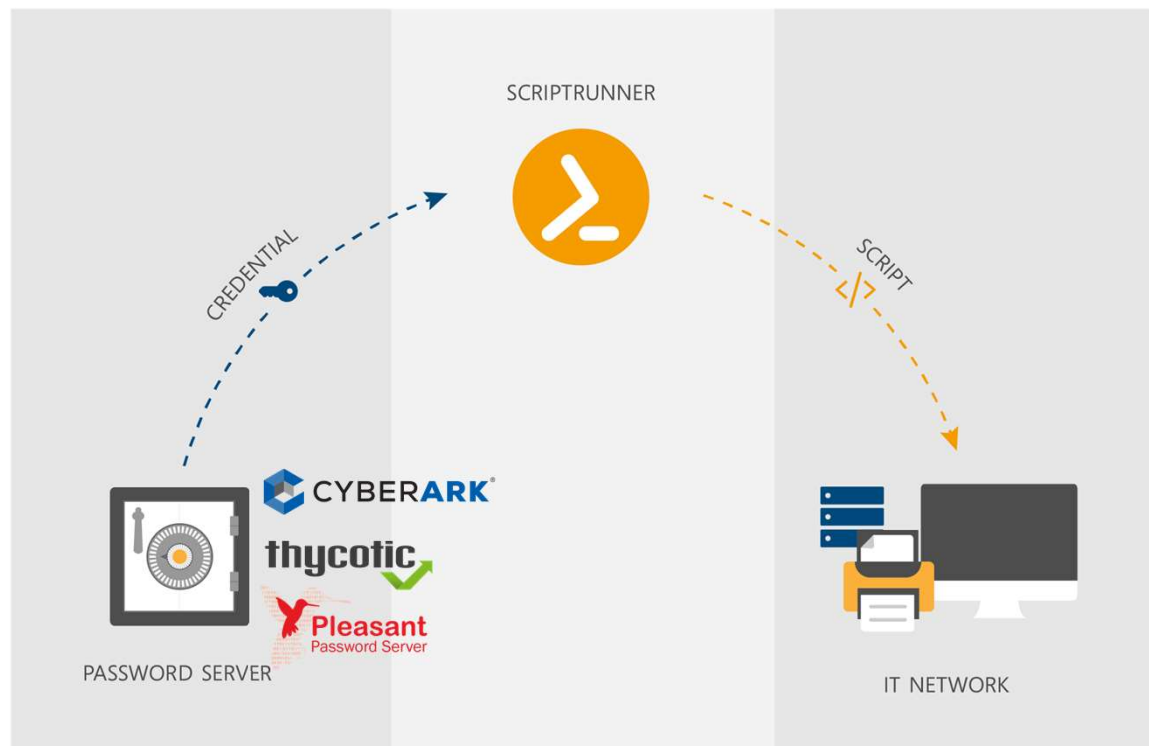 SCRIPTRUNNER
CREDENTIAL
SCRIPT
</>
CYBERARK®
thycotic
Pleasant
Password Server
PASSWORD SERVER
IT NETWORK